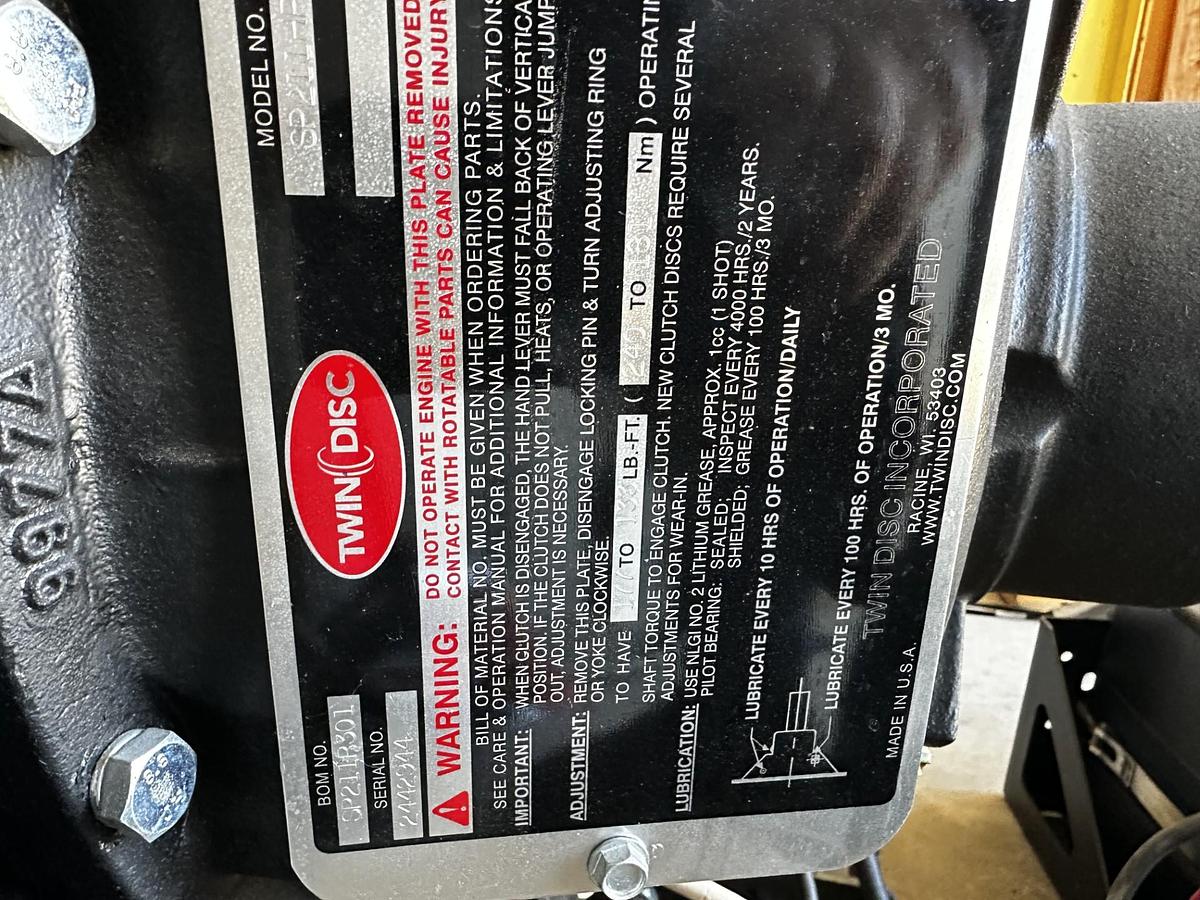 BOM NO.
SP211R301
SERIAL NO.
2442944
TWIN DISC
MODEL NO.
WARNING: DO NOT OPERATE ENGINE WITH THIS PLATE REMOVED
CONTACT WITH ROTATABLE PARTS CAN CAUSE INJURY
BILL OF MATERIAL NO. MUST BE GIVEN WHEN ORDERING PARTS.
SEE CARE & OPERATION MANUAL FOR ADDITIONAL INFORMATION & LIMITATIONS
IMPORTANT: WHEN CLUTCH IS DISENGAGED, THE HAND LEVER MUST FALL BACK OF VERTICAL
POSITION. IF THE CLUTCH DOES NOT PULL, HEATS, OR OPERATING LEVER JUMP
OUT, ADJUSTMENT IS NECESSARY.
ADJUSTMENT: REMOVE THIS PLATE, DISENGAGE LOCKING PIN & TURN ADJUSTING RING
OR YOKE CLOCKWISE.
TO HAVE 177 TO LB.-FT. ( 240 TO Nm ) OPERATIN
SHAFT TORQUE TO ENGAGE CLUTCH. NEW CLUTCH DISCS REQUIRE SEVERAL
ADJUSTMENTS FOR WEAR-IN.
LUBRICATION: USE NLGI NO. 2 LITHIUM GREASE, APPROX. 1cc (1 SHOT)
PILOT BEARING: SEALED; INSPECT EVERY 4000 HRS./2 YEARS.
SHIELDED; GREASE EVERY 100 HRS./3 MO.
LUBRICATE EVERY 10 HRS OF OPERATION/DAILY
LUBRICATE EVERY 100 HRS. OF OPERATION/3 MO.
TWIN DISC INCORPORATED
RACINE, WI. 53403
WWW.TWINDISC.COM
MADE IN U.S.A.
9977A
8.8